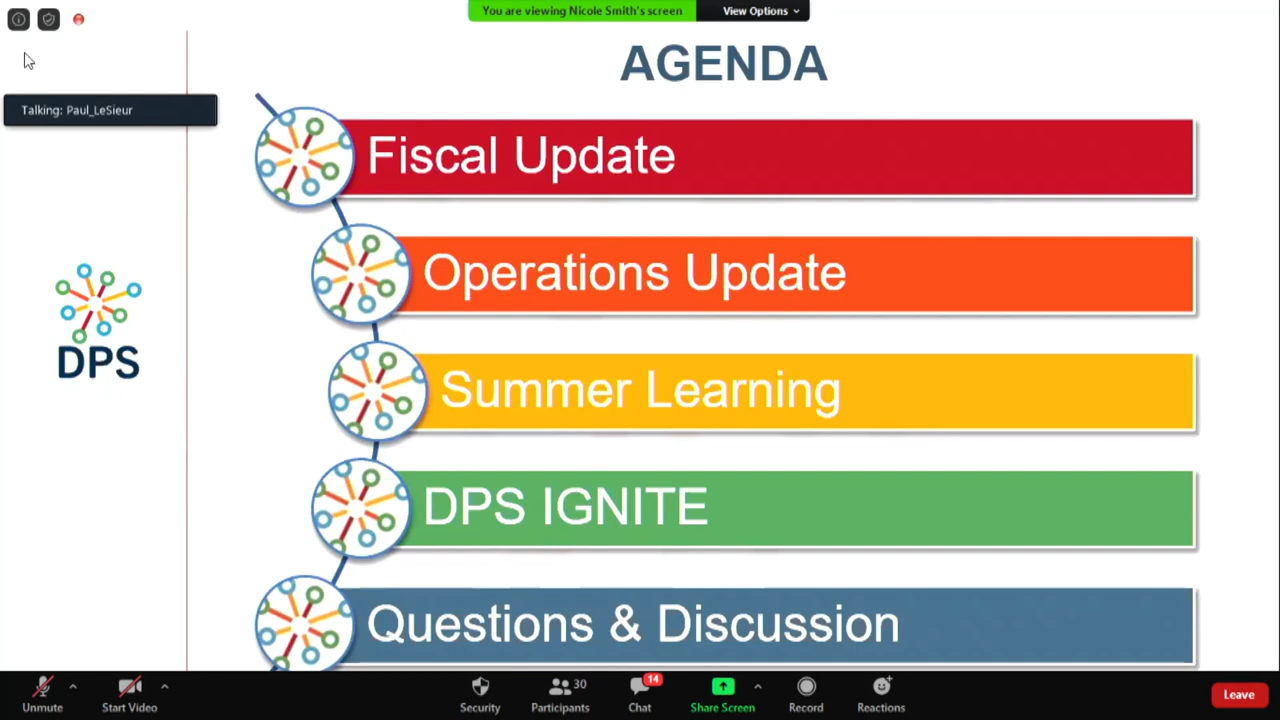 You are viewing Nicole Smith's screen
View Options
AGENDA
Talking: Paul_LeSieur
Fiscal Update
Operations Update
DPS
Summer Learning
DPS IGNITE
Questions & Discussion
Unmute
Start Video
Security
30
Participants
14
Chat
Share Screen
Record
Reactions
Leave